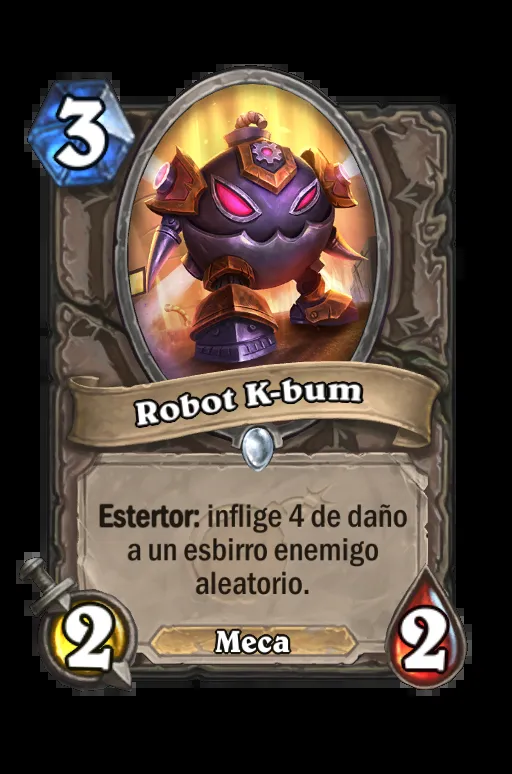 3
Robot K-bum
Estertor: inflige 4 de daño
a un esbirro enemigo
aleatorio.
2
Meca
2